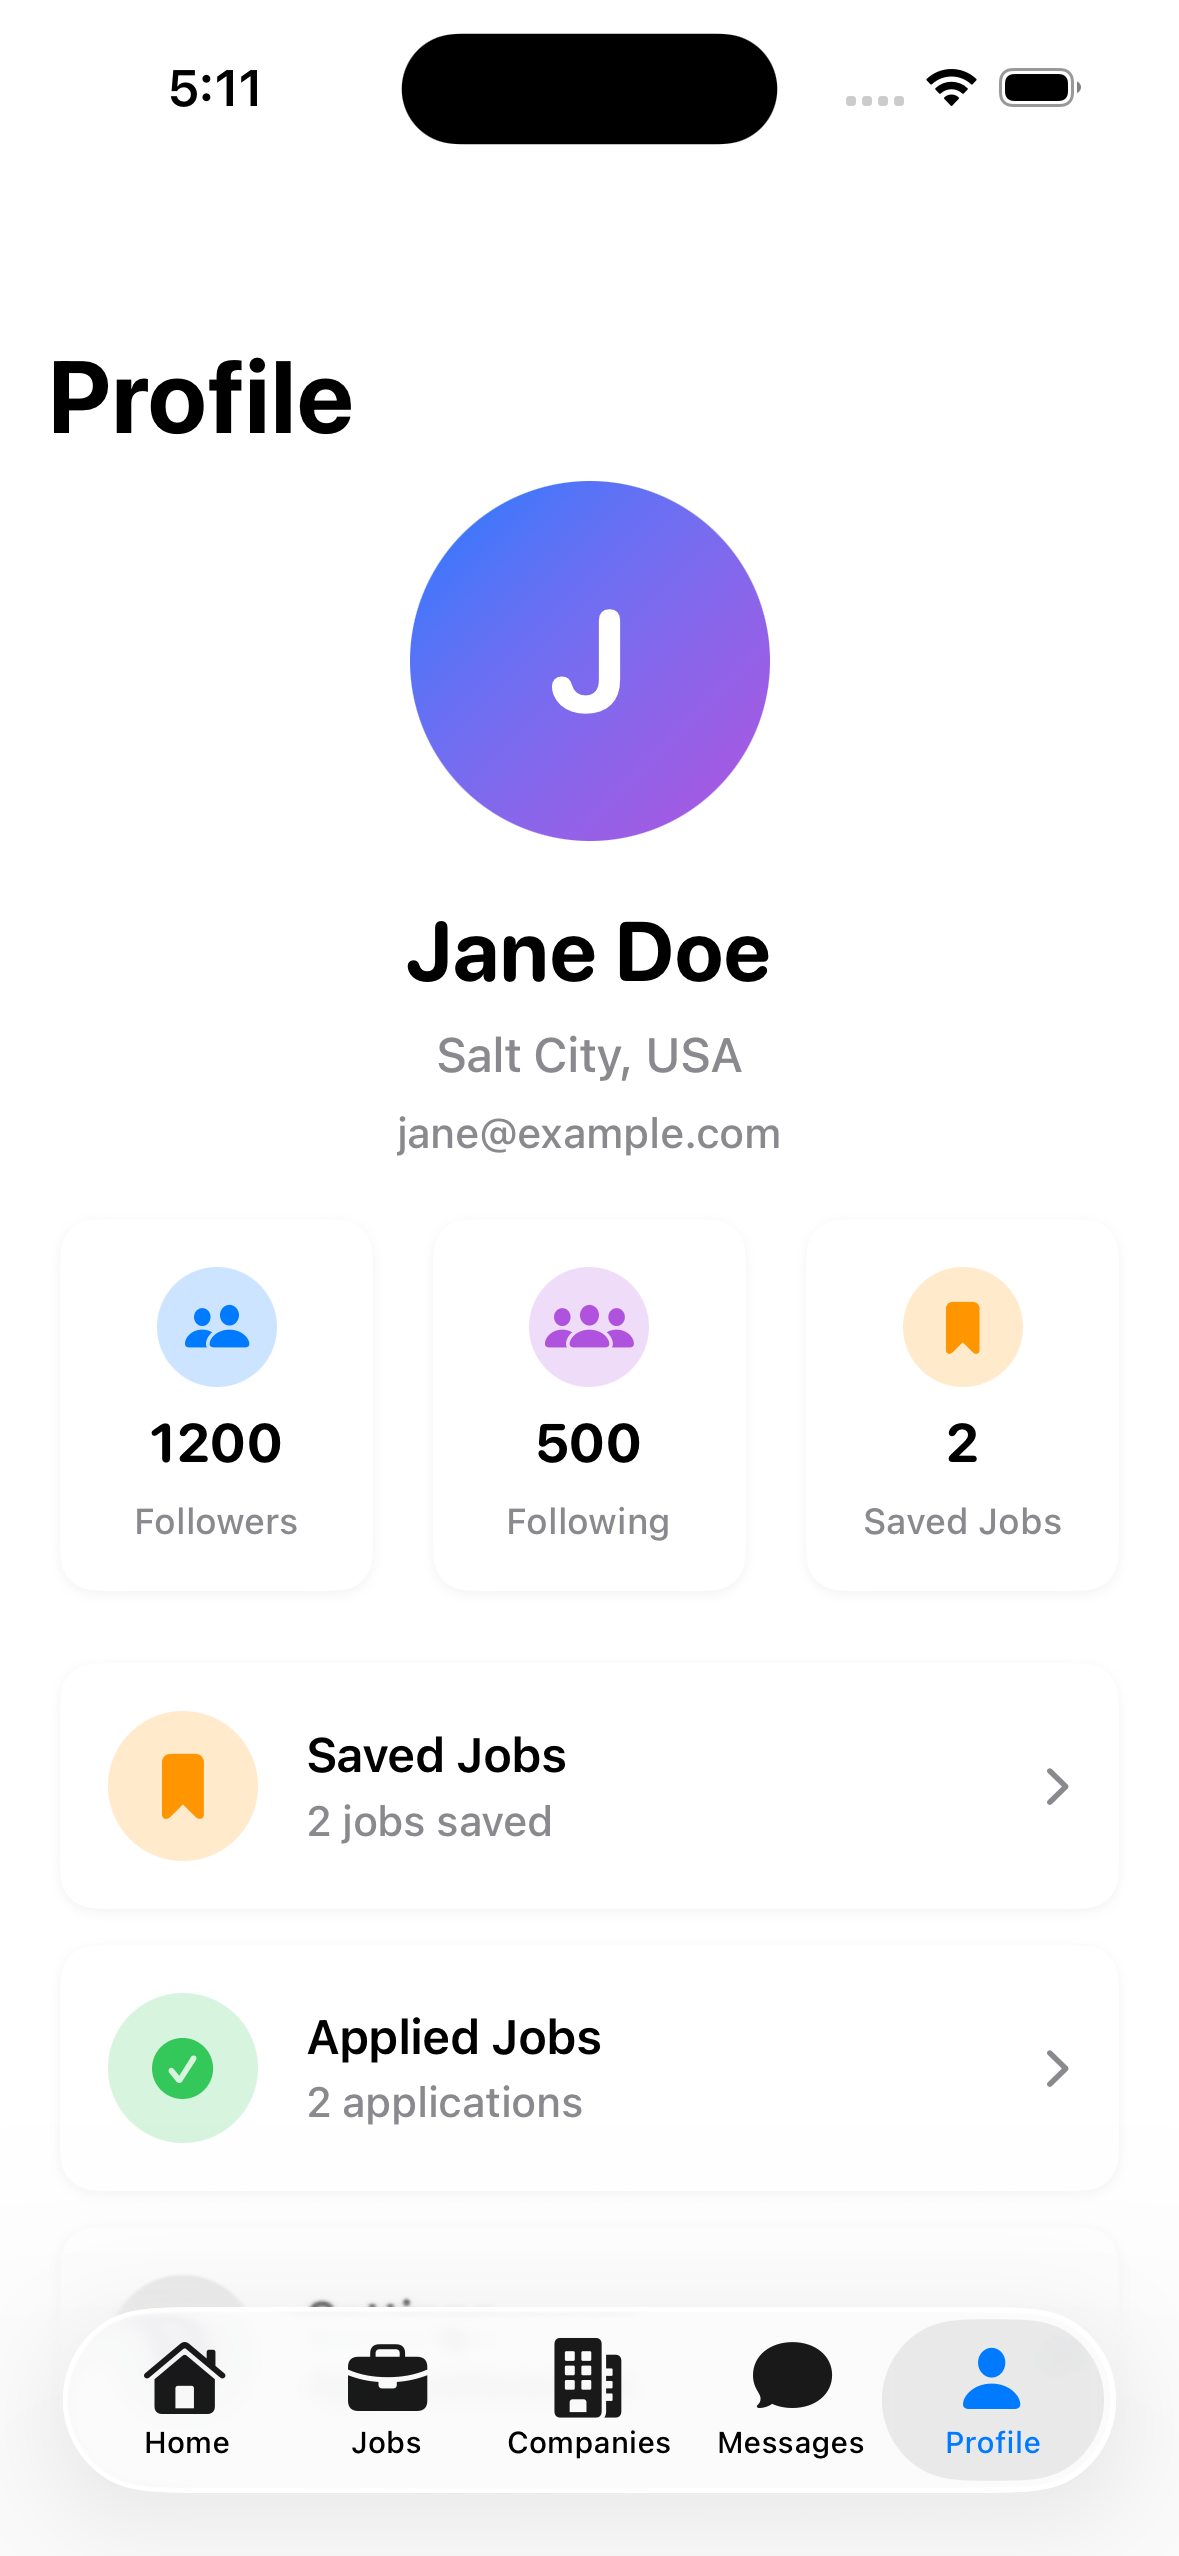 5:11
Profile
J
Jane Doe
Salt City, USA
jane@example.com
1200
Followers
500
Following
2
Saved Jobs
Saved Jobs
2 jobs saved
Applied Jobs
2 applications
Home
Jobs
Companies
Messages
Profile